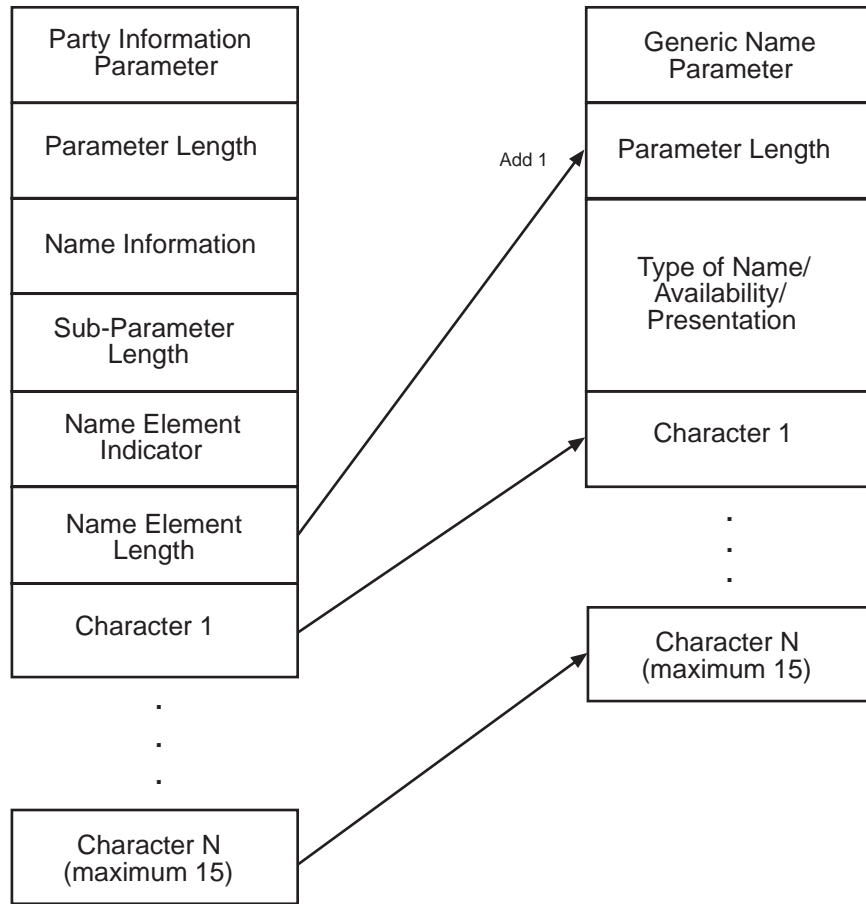 Party Information
Parameter
Parameter Length
Name Information
Sub-Parameter
Length
Name Element
Indicator
Name Element
Length
Character 1
.
.
.
Character N
(maximum 15)
Add 1
Generic Name
Parameter
Parameter Length
Type of Name/
Availability/
Presentation
Character 1
.
.
.
Character N
(maximum 15)